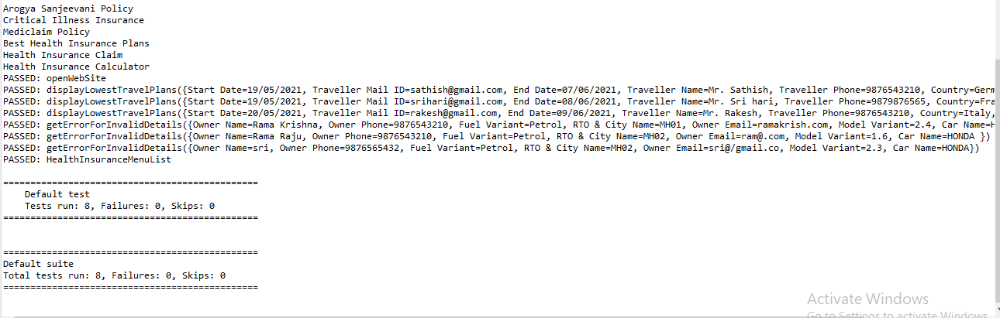 Arogya Sanjeevani Policy
Critical Illness Insurance
Mediclaim Policy
Best Health Insurance Plans
Health Insurance Claim
Health Insurance Calculator
PASSED: openWebSite
PASSED: displayLowestTravelPlans({Start Date=19/05/2021, Traveller Mail ID=sathish@gmail.com, End Date=07/06/2021, Traveller Name=Mr. Sathish, Traveller Phone=9876543210, Country=Germ
PASSED: displayLowestTravelPlans({Start Date=19/05/2021, Traveller Mail ID=srihari@gmail.com, End Date=08/06/2021, Traveller Name=Mr. Sri hari, Traveller Phone=9879876565, Country=Fra
PASSED: displayLowestTravelPlans({Start Date=20/05/2021, Traveller Mail ID=rakesh@gmail.com, End Date=09/06/2021, Traveller Name=Mr. Rakesh, Traveller Phone=9876543210, Country=Italy,
PASSED: getErrorForInvalidDetails({Owner Name=Rama Krishna, Owner Phone=9876543210, Fuel Variant=Petrol, RTO & City Name=MH01, Owner Email=ramakrish.com, Model Variant=2.4, Car Name=H
PASSED: getErrorForInvalidDetails({Owner Name=Rama Raju, Owner Phone=9876543210, Fuel Variant=Petrol, RTO & City Name=MH02, Owner Email=ram@.com, Model Variant=1.6, Car Name=HONDA })
PASSED: getErrorForInvalidDetails({Owner Name=sri, Owner Phone=9876565432, Fuel Variant=Petrol, RTO & City Name=MH02, Owner Email=sri@/gmail.co, Model Variant=2.3, Car Name=HONDA})
PASSED: HealthInsuranceMenuList
===============================================
Default test
Tests run: 8, Failures: 0, Skips: 0
===============================================
===============================================
Default suite
Total tests run: 8, Failures: 0, Skips: 0
===============================================
Activate Windows
Go to Settings to activate Windows.